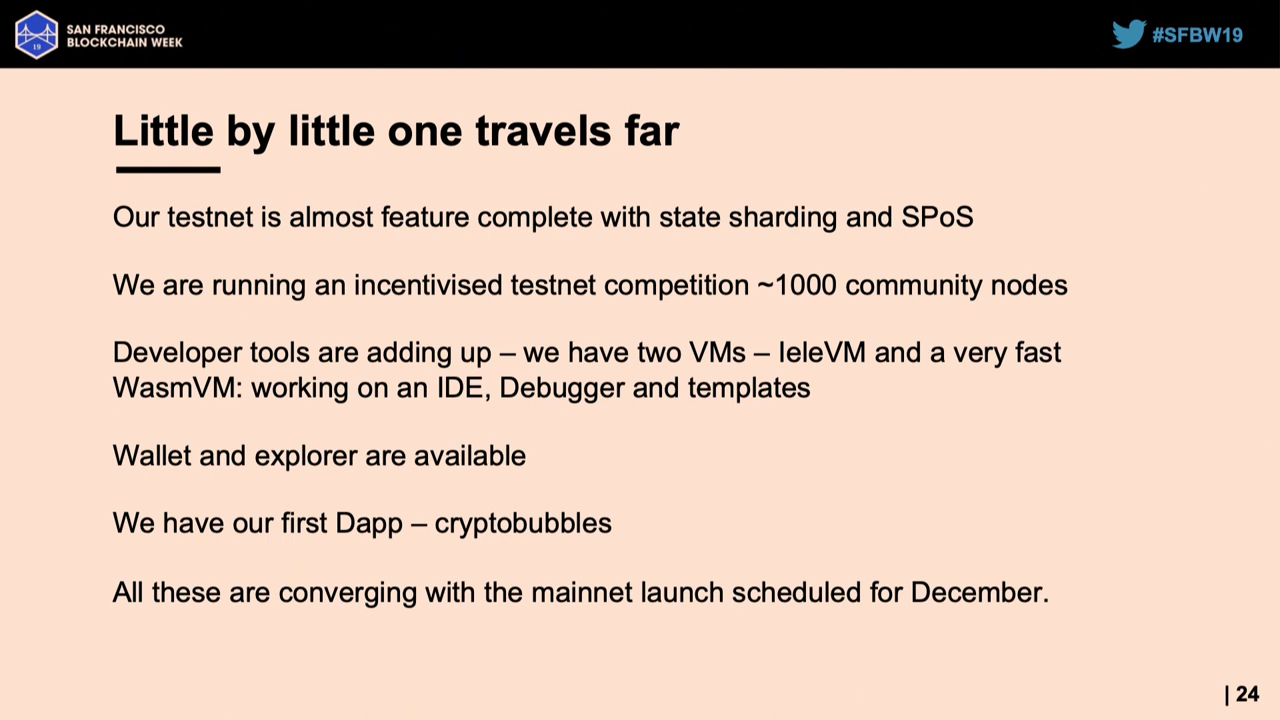 SAN FRANCISCO
BLOCKCHAIN WEEK
19
#SFBW19
Little by little one travels far
Our testnet is almost feature complete with state sharding and SPoS
We are running an incentivised testnet competition ~1000 community nodes
Developer tools are adding up – we have two VMs – IeleVM and a very fast
WasmVM: working on an IDE, Debugger and templates
Wallet and explorer are available
We have our first Dapp – cryptobubbles
All these are converging with the mainnet launch scheduled for December.
| 24